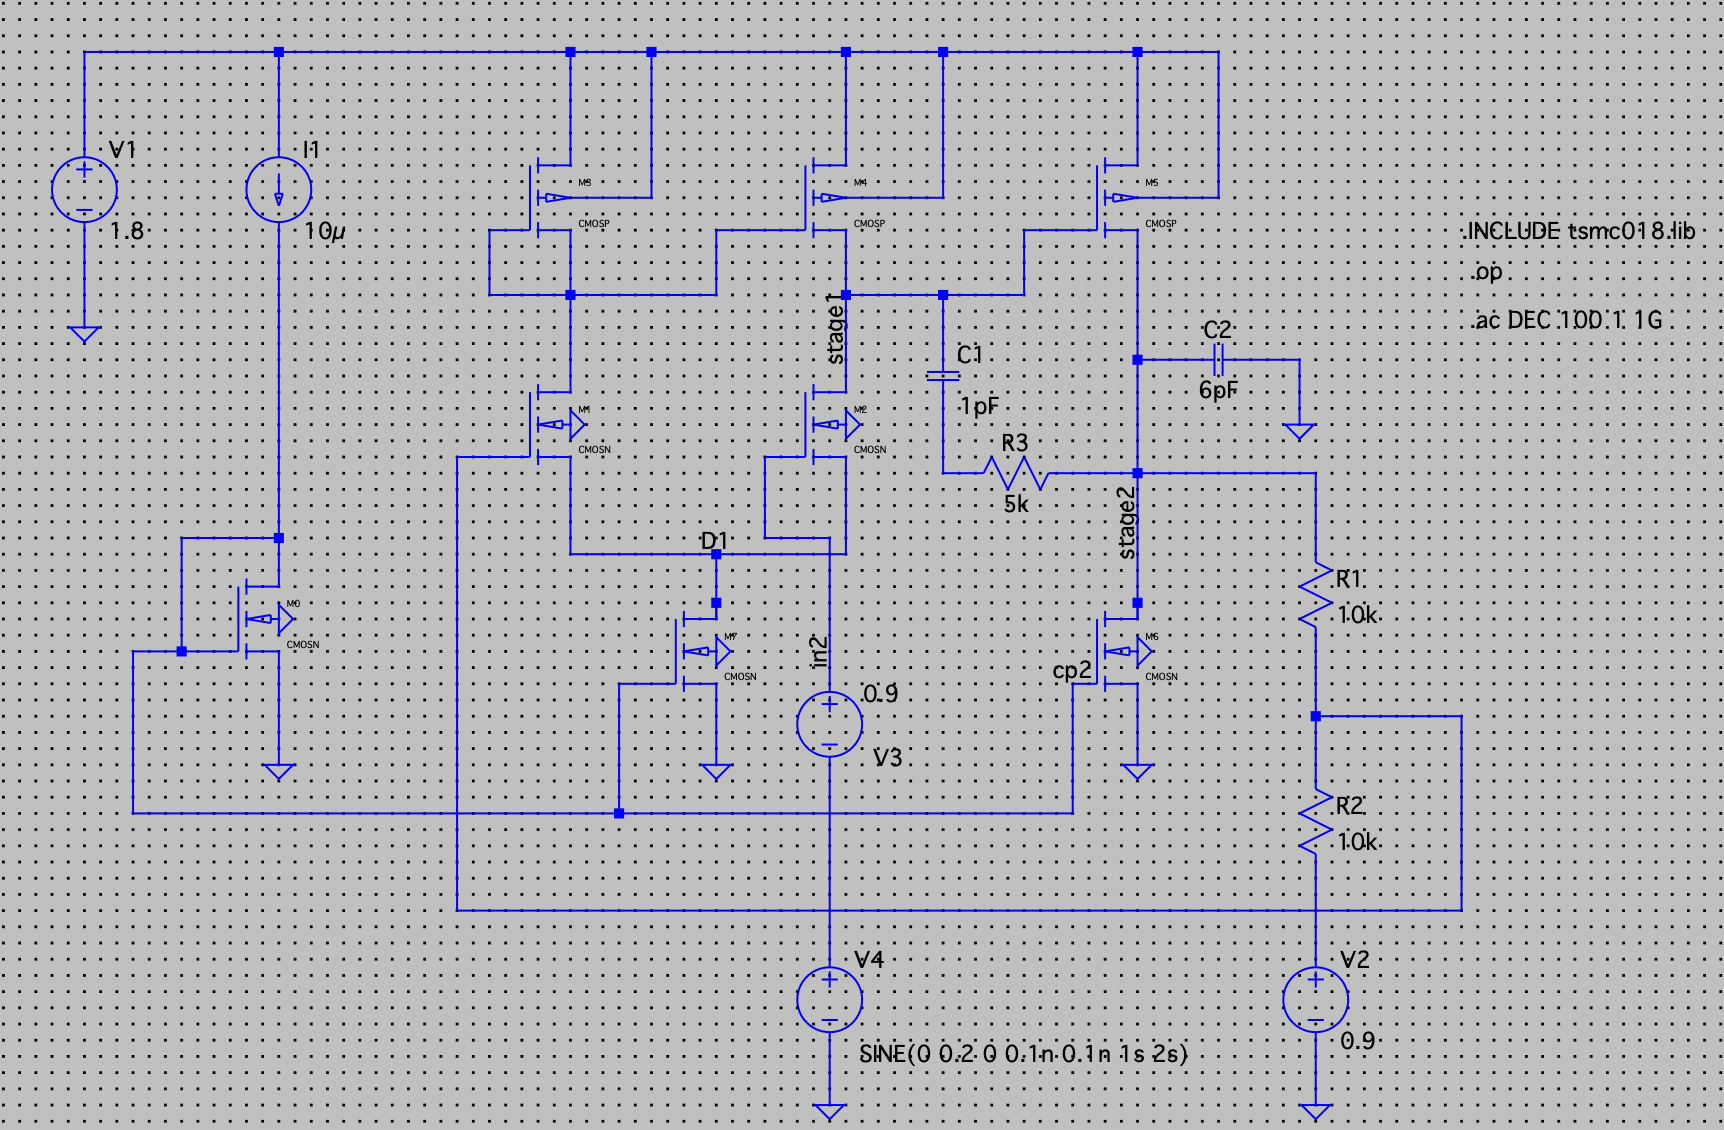 V1
1.8
I1
10µ
M3
CMOSP
M4
CMOSP
M5
CMOSP
.INCLUDE tsmc018.lib
.op
.ac DEC 100 1 1G
stage1
C1
1pF
C2
6pF
M1
CMOSN
M2
CMOSN
R3
5k
stage2
D1
M0
CMOSN
M7
CMOSN
in2
cp2
M6
CMOSN
R1
10k
0.9
V3
R2
10k
V4
SINE(0 0.2 0 0.1n 0.1n 1s 2s)
V2
0.9